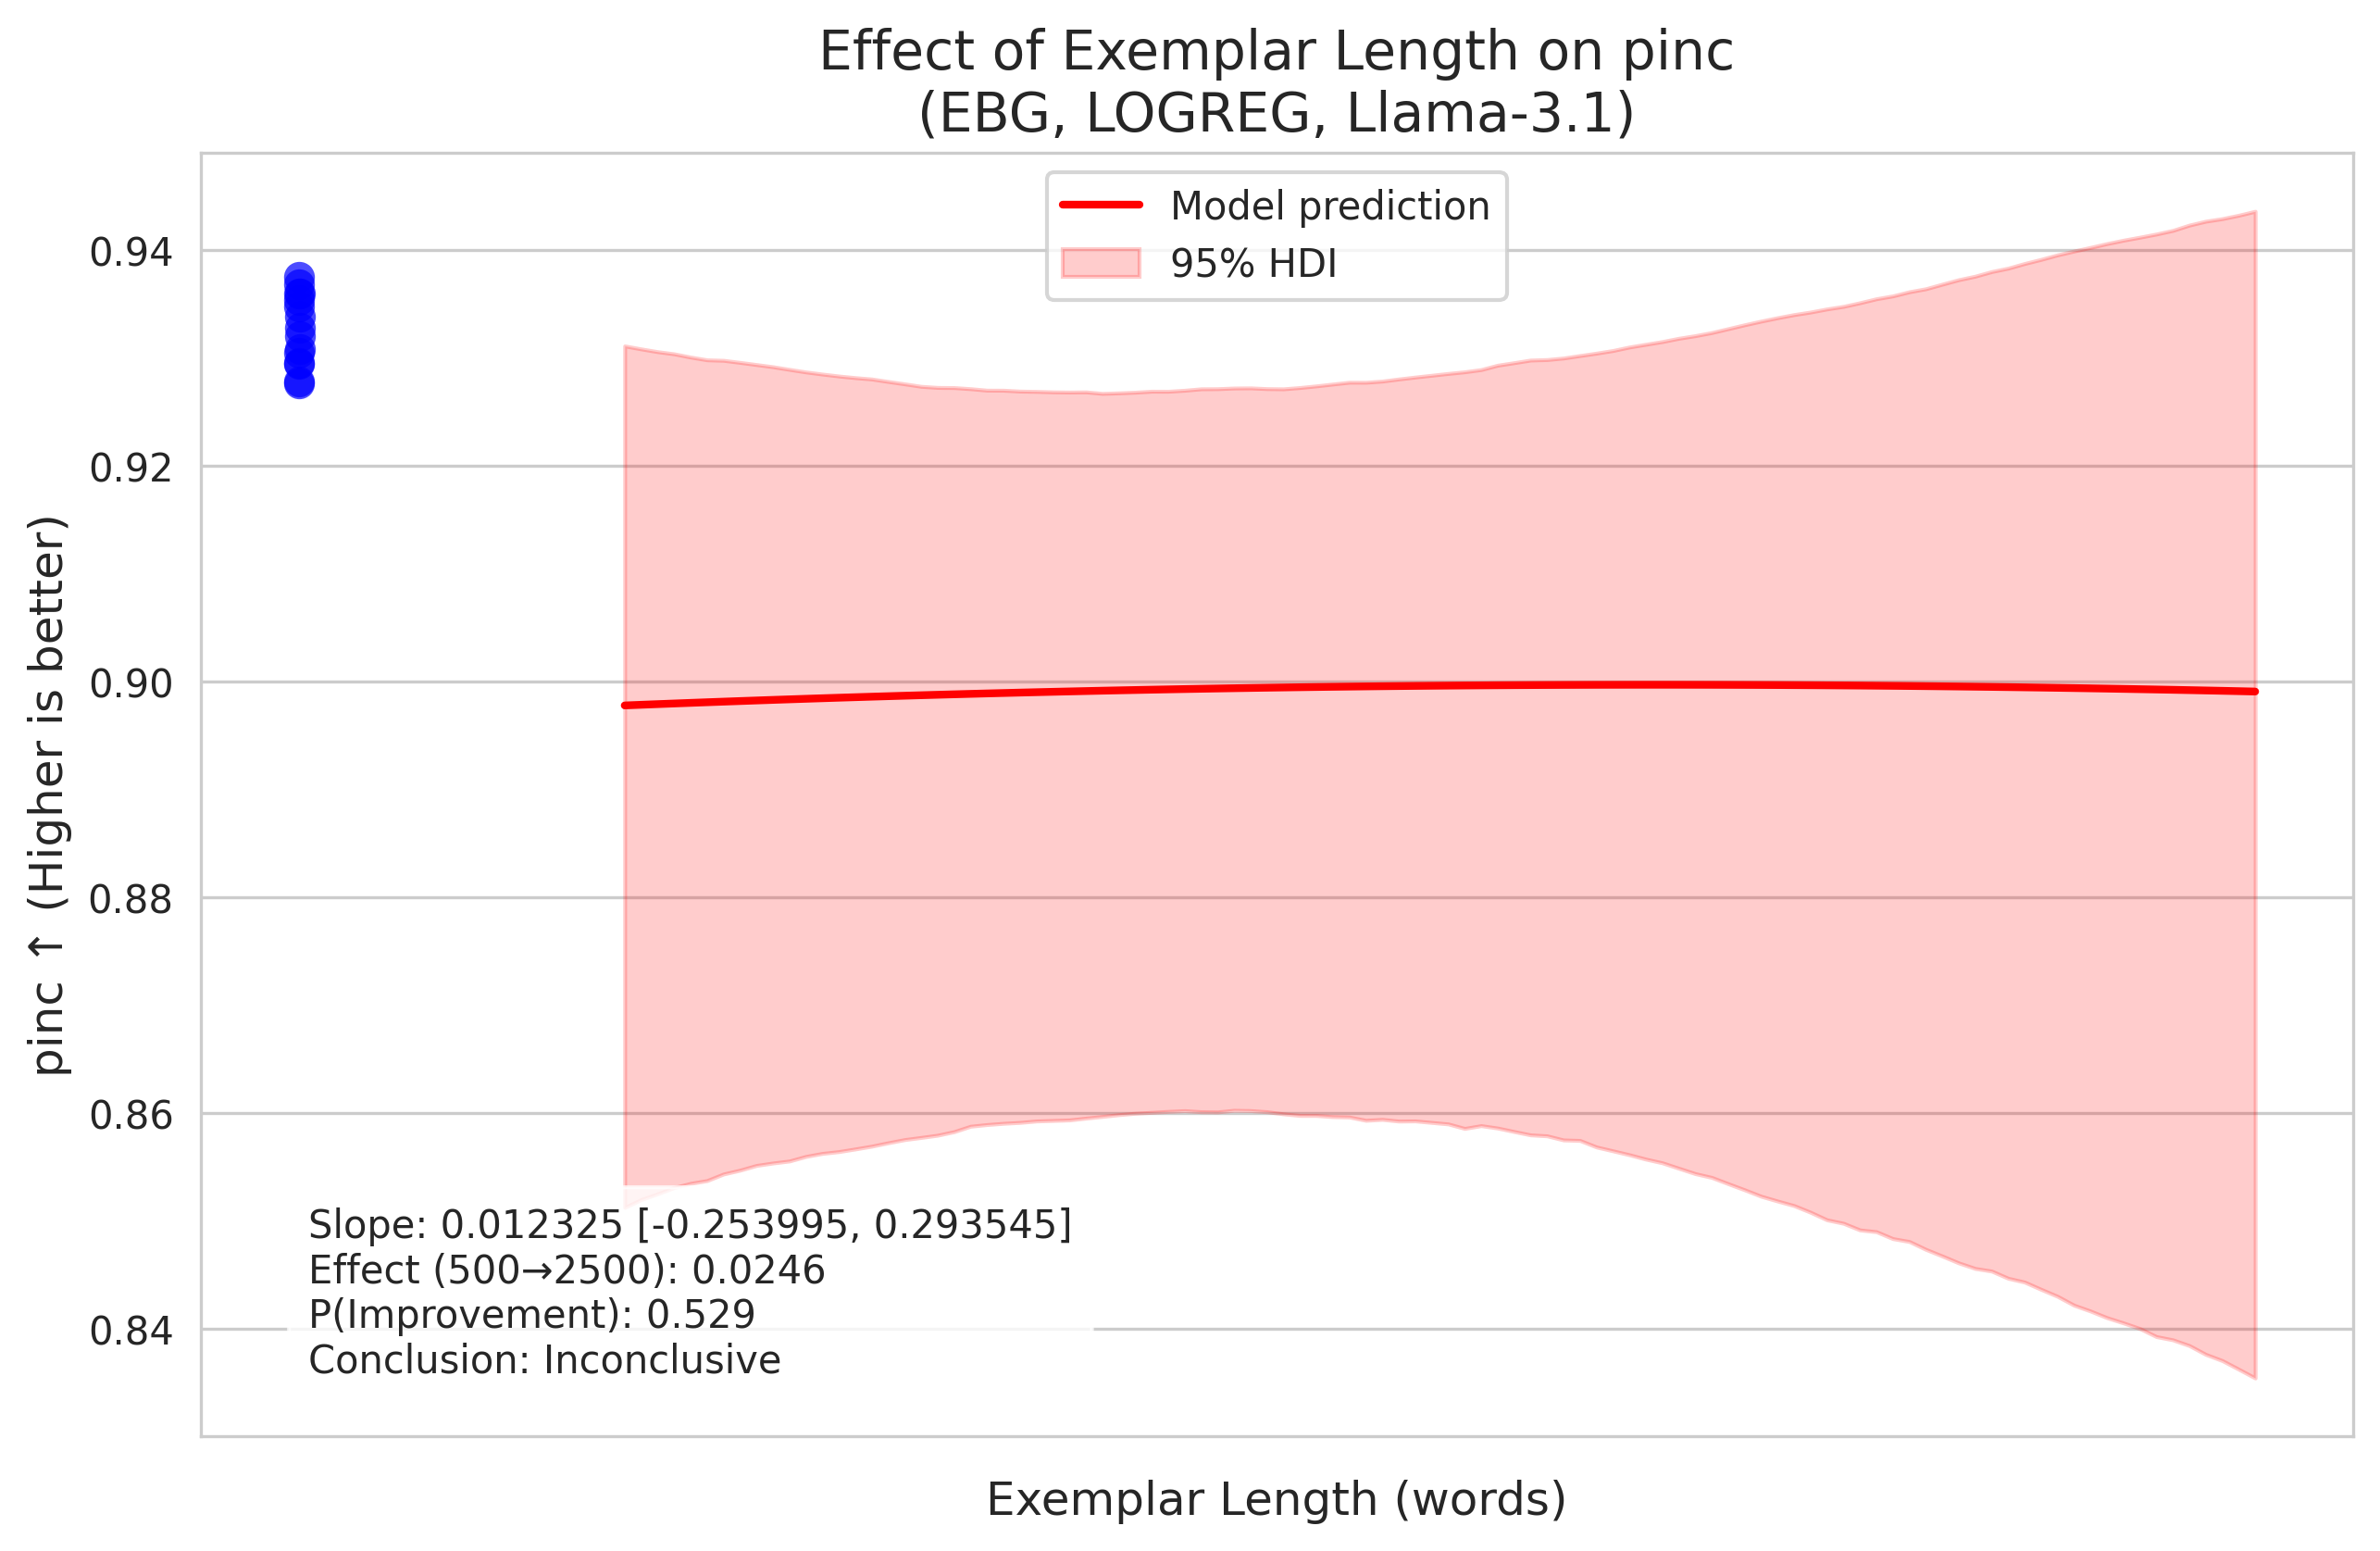 Effect of Exemplar Length on pinc
(EBG, LOGREG, Llama-3.1)
Model prediction
95% HDI
pinc ↑ (Higher is better)
0.94
0.92
0.90
0.88
0.86
0.84
Slope: 0.012325 [-0.253995, 0.293545]
Effect (500→2500): 0.0246
P(Improvement): 0.529
Conclusion: Inconclusive
Exemplar Length (words)